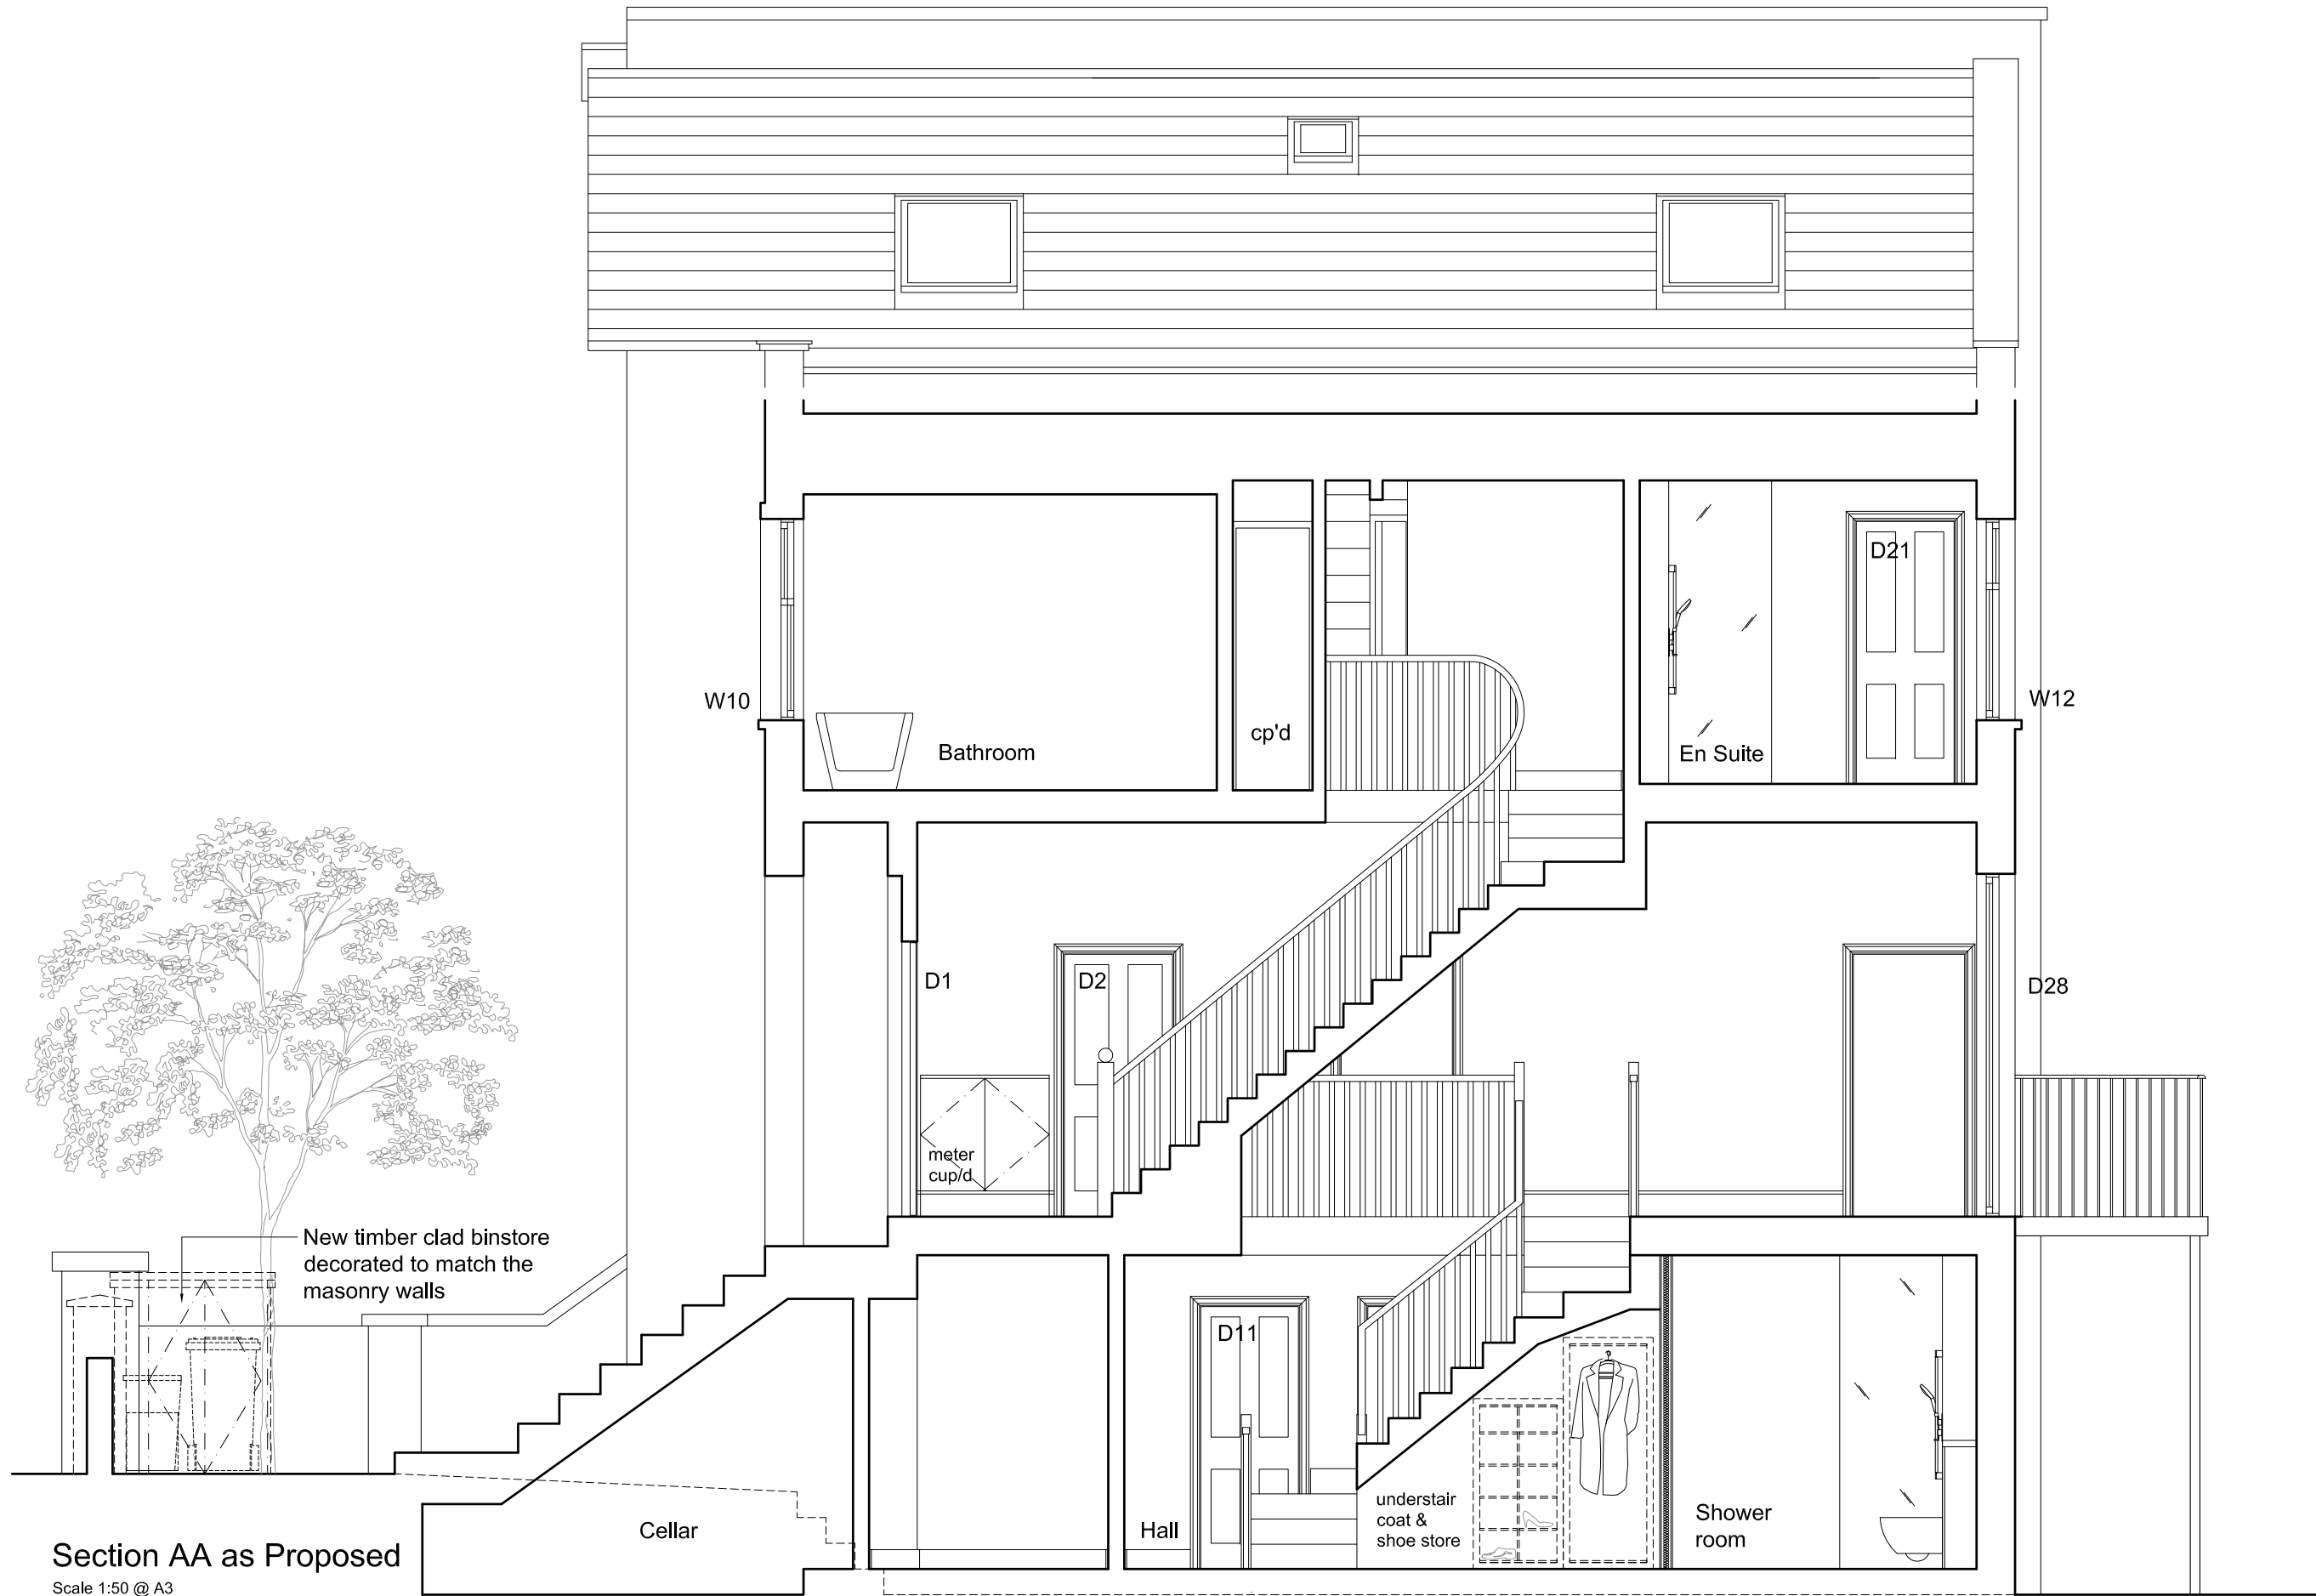 D21
W10
W12
cp'd
Bathroom
En Suite
D1
D2
D28
meter
cup/d
New timber clad binstore
decorated to match the
masonry walls
D11
understair
coat &
shoe store
Shower
room
Cellar
Hall
Section AA as Proposed
Scale 1:50 @ A3